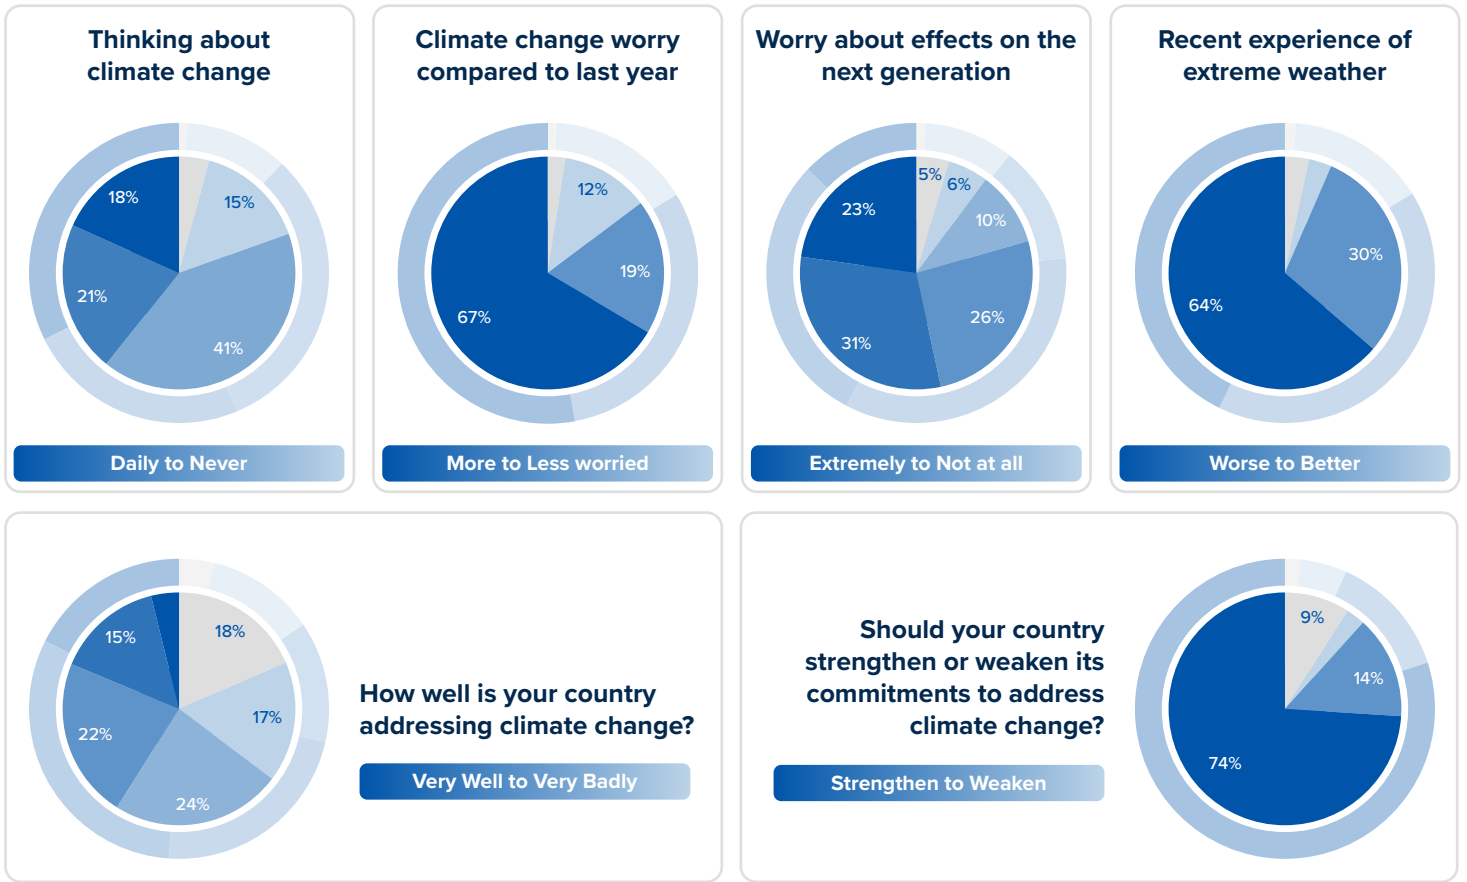 Thinking about
climate change
18%
15%
21%
41%
Daily to Never
Climate change worry
compared to last year
12%
19%
67%
More to Less worried
Worry about effects on the
next generation
5%
6%
23%
10%
26%
31%
Extremely to Not at all
Recent experience of
extreme weather
30%
64%
Worse to Better
15%
18%
22%
17%
24%
How well is your country
addressing climate change?
Very Well to Very Badly
Should your country
strengthen or weaken its
commitments to address
climate change?
Strengthen to Weaken
9%
14%
74%